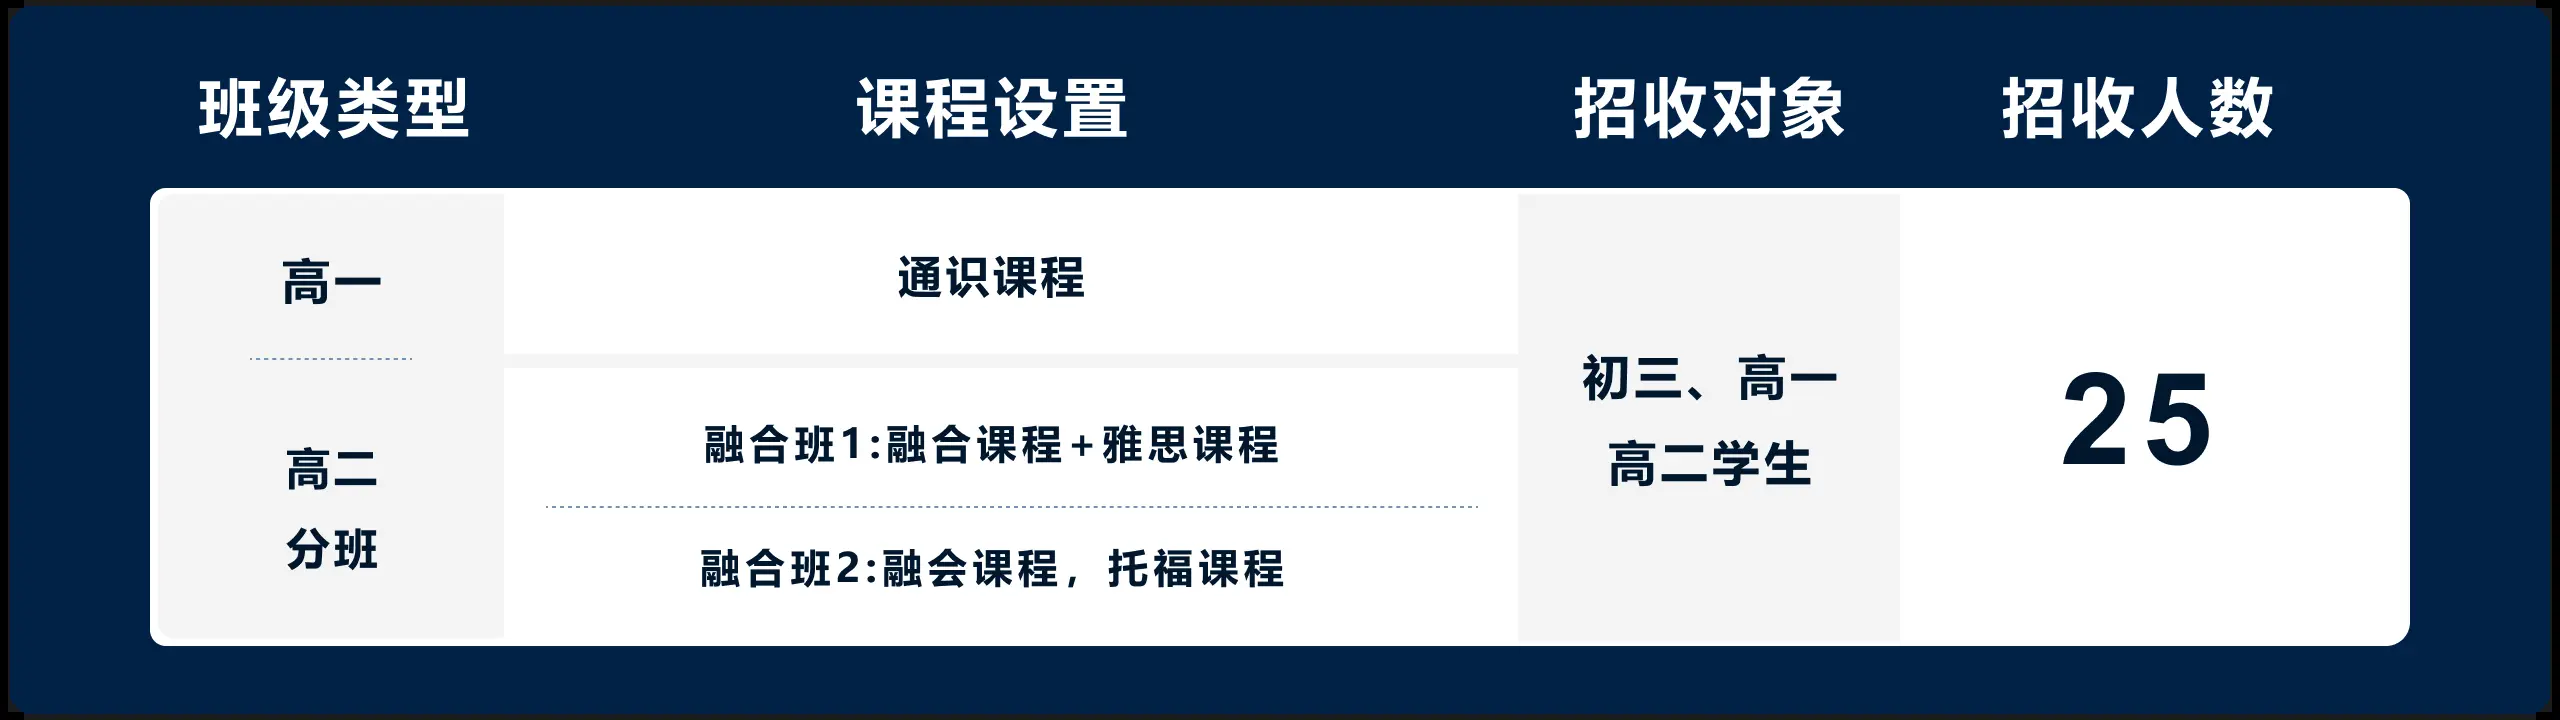 班级类型 课程设置 招收对象 招收人数
高一
通识课程
高二
分班
融合班1:融合课程+雅思课程
融合班2:融会课程，托福课程
初三、高一
高二学生
25